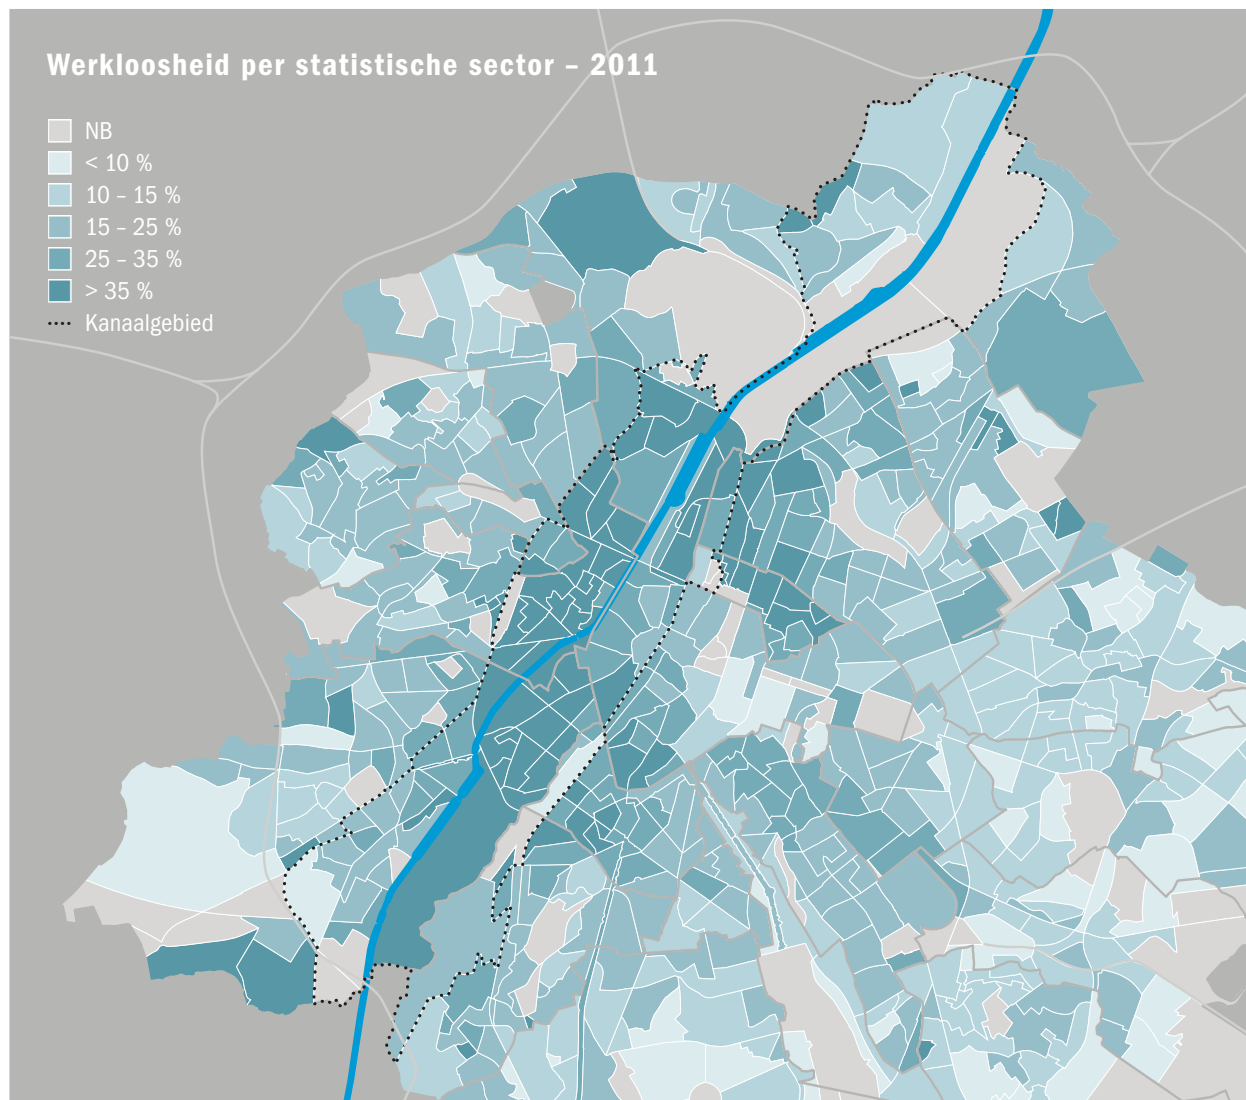 Werkloosheid per statistische sector – 2011
NB
< 10 %
10 – 15 %
15 – 25 %
25 – 35 %
> 35 %
Kanaalgebied